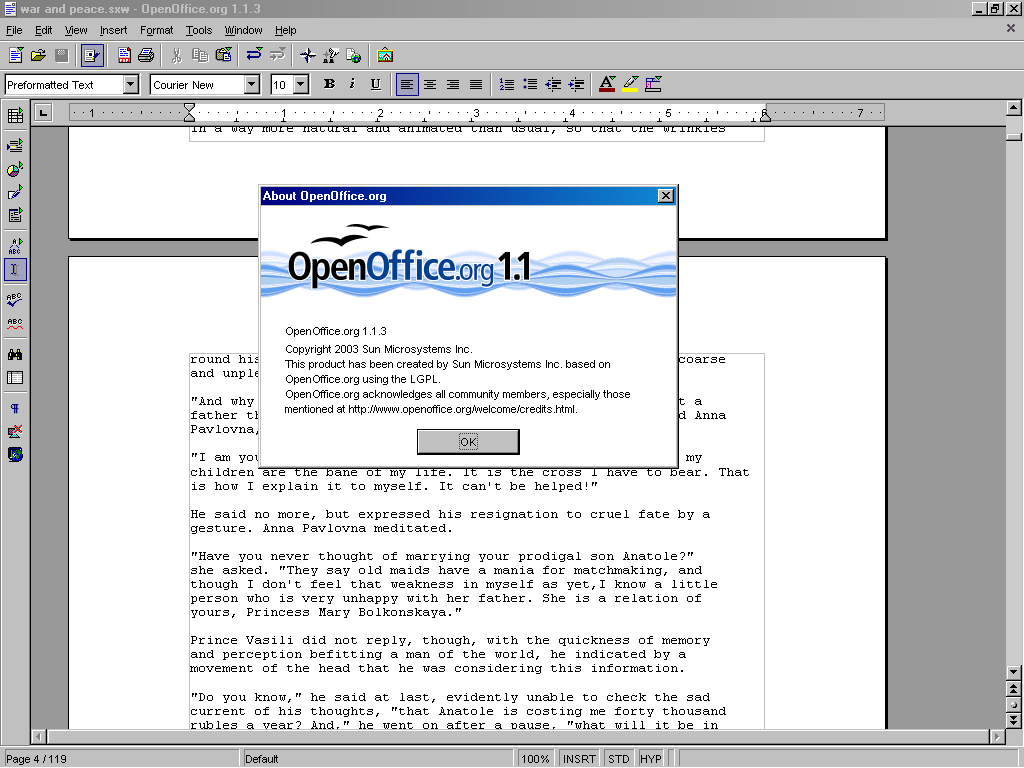 war and peace.sxw - OpenOffice.org 1.1.3
File Edit View Insert Format Tools Window Help
Preformatted Text Courier New 10 B i U A
1 1 2 3 4 5 6 7
in a way more natural and animated than usual, so that the wrinkles
About OpenOffice.org
OpenOffice.org 1.1
OpenOffice.org 1.1.3
Copyright 2003 Sun Microsystems Inc.
This product has been created by Sun Microsystems Inc. based on
OpenOffice.org using the LGPL.
OpenOffice.org acknowledges all community members, especially those
mentioned at http://www.openoffice.org/welcome/credits.html.
OK
round his coarse
and unple
"And why t a
father th d Anna
Pavlovna,
"I am you my
children are the bane of my life. It is the cross I have to bear. That
is how I explain it to myself. It can't be helped!"
He said no more, but expressed his resignation to cruel fate by a
gesture. Anna Pavlovna meditated.
"Have you never thought of marrying your prodigal son Anatole?"
she asked. "They say old maids have a mania for matchmaking, and
though I don't feel that weakness in myself as yet,I know a little
person who is very unhappy with her father. She is a relation of
yours, Princess Mary Bolkonskaya."
Prince Vasili did not reply, though, with the quickness of memory
and perception befitting a man of the world, he indicated by a
movement of the head that he was considering this information.
"Do you know," he said at last, evidently unable to check the sad
current of his thoughts, "that Anatole is costing me forty thousand
rubles a year? And," he went on after a pause, "what will it be in
Page 4 / 119 Default 100% INSRT STD HYP